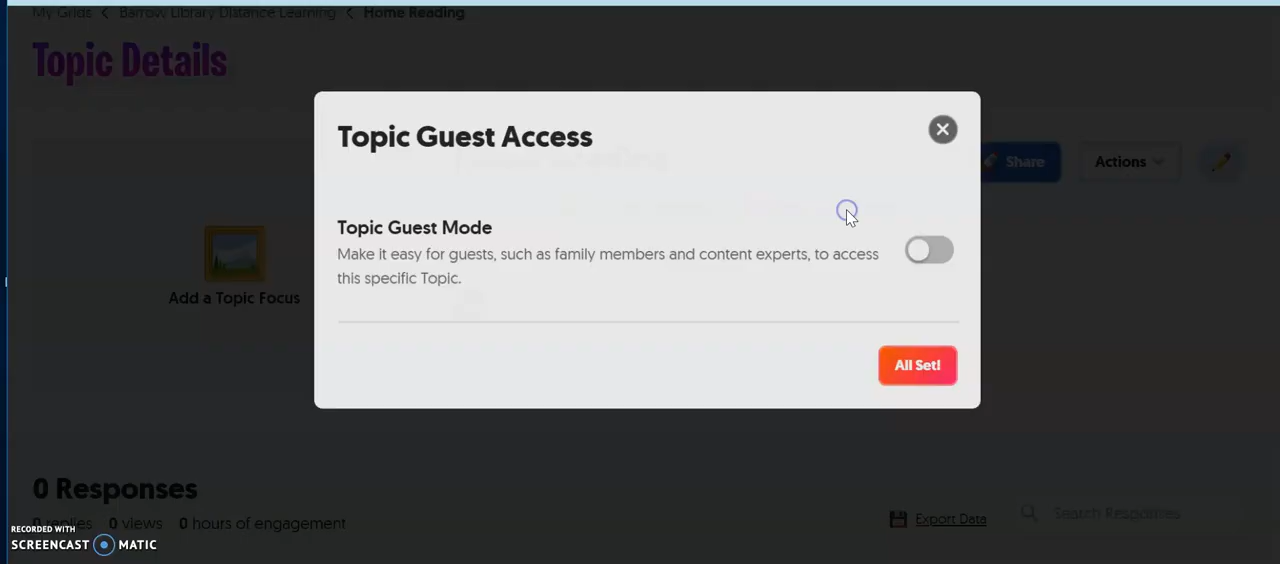 My Grids < Barrow Library Distance Learning < Home Reading
Topic Details
Topic Guest Access
Share
Actions
Topic Guest Mode
Make it easy for guests, such as family members and content experts, to access
this specific Topic.
Add a Topic Focus
All Set!
0 Responses
0 replies 0 views 0 hours of engagement
Export Data
Search Responses
RECORDED WITH
SCREENCAST MATIC